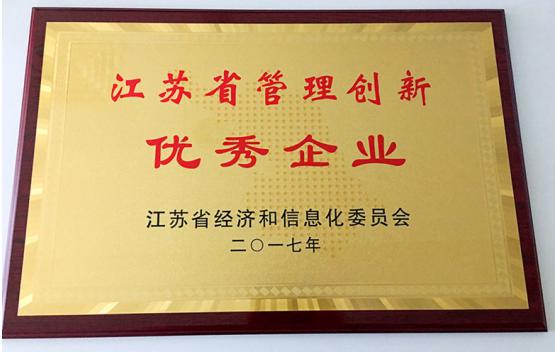 江苏省管理创新
优秀企业
江苏省经济和信息化委员会
二〇一七年